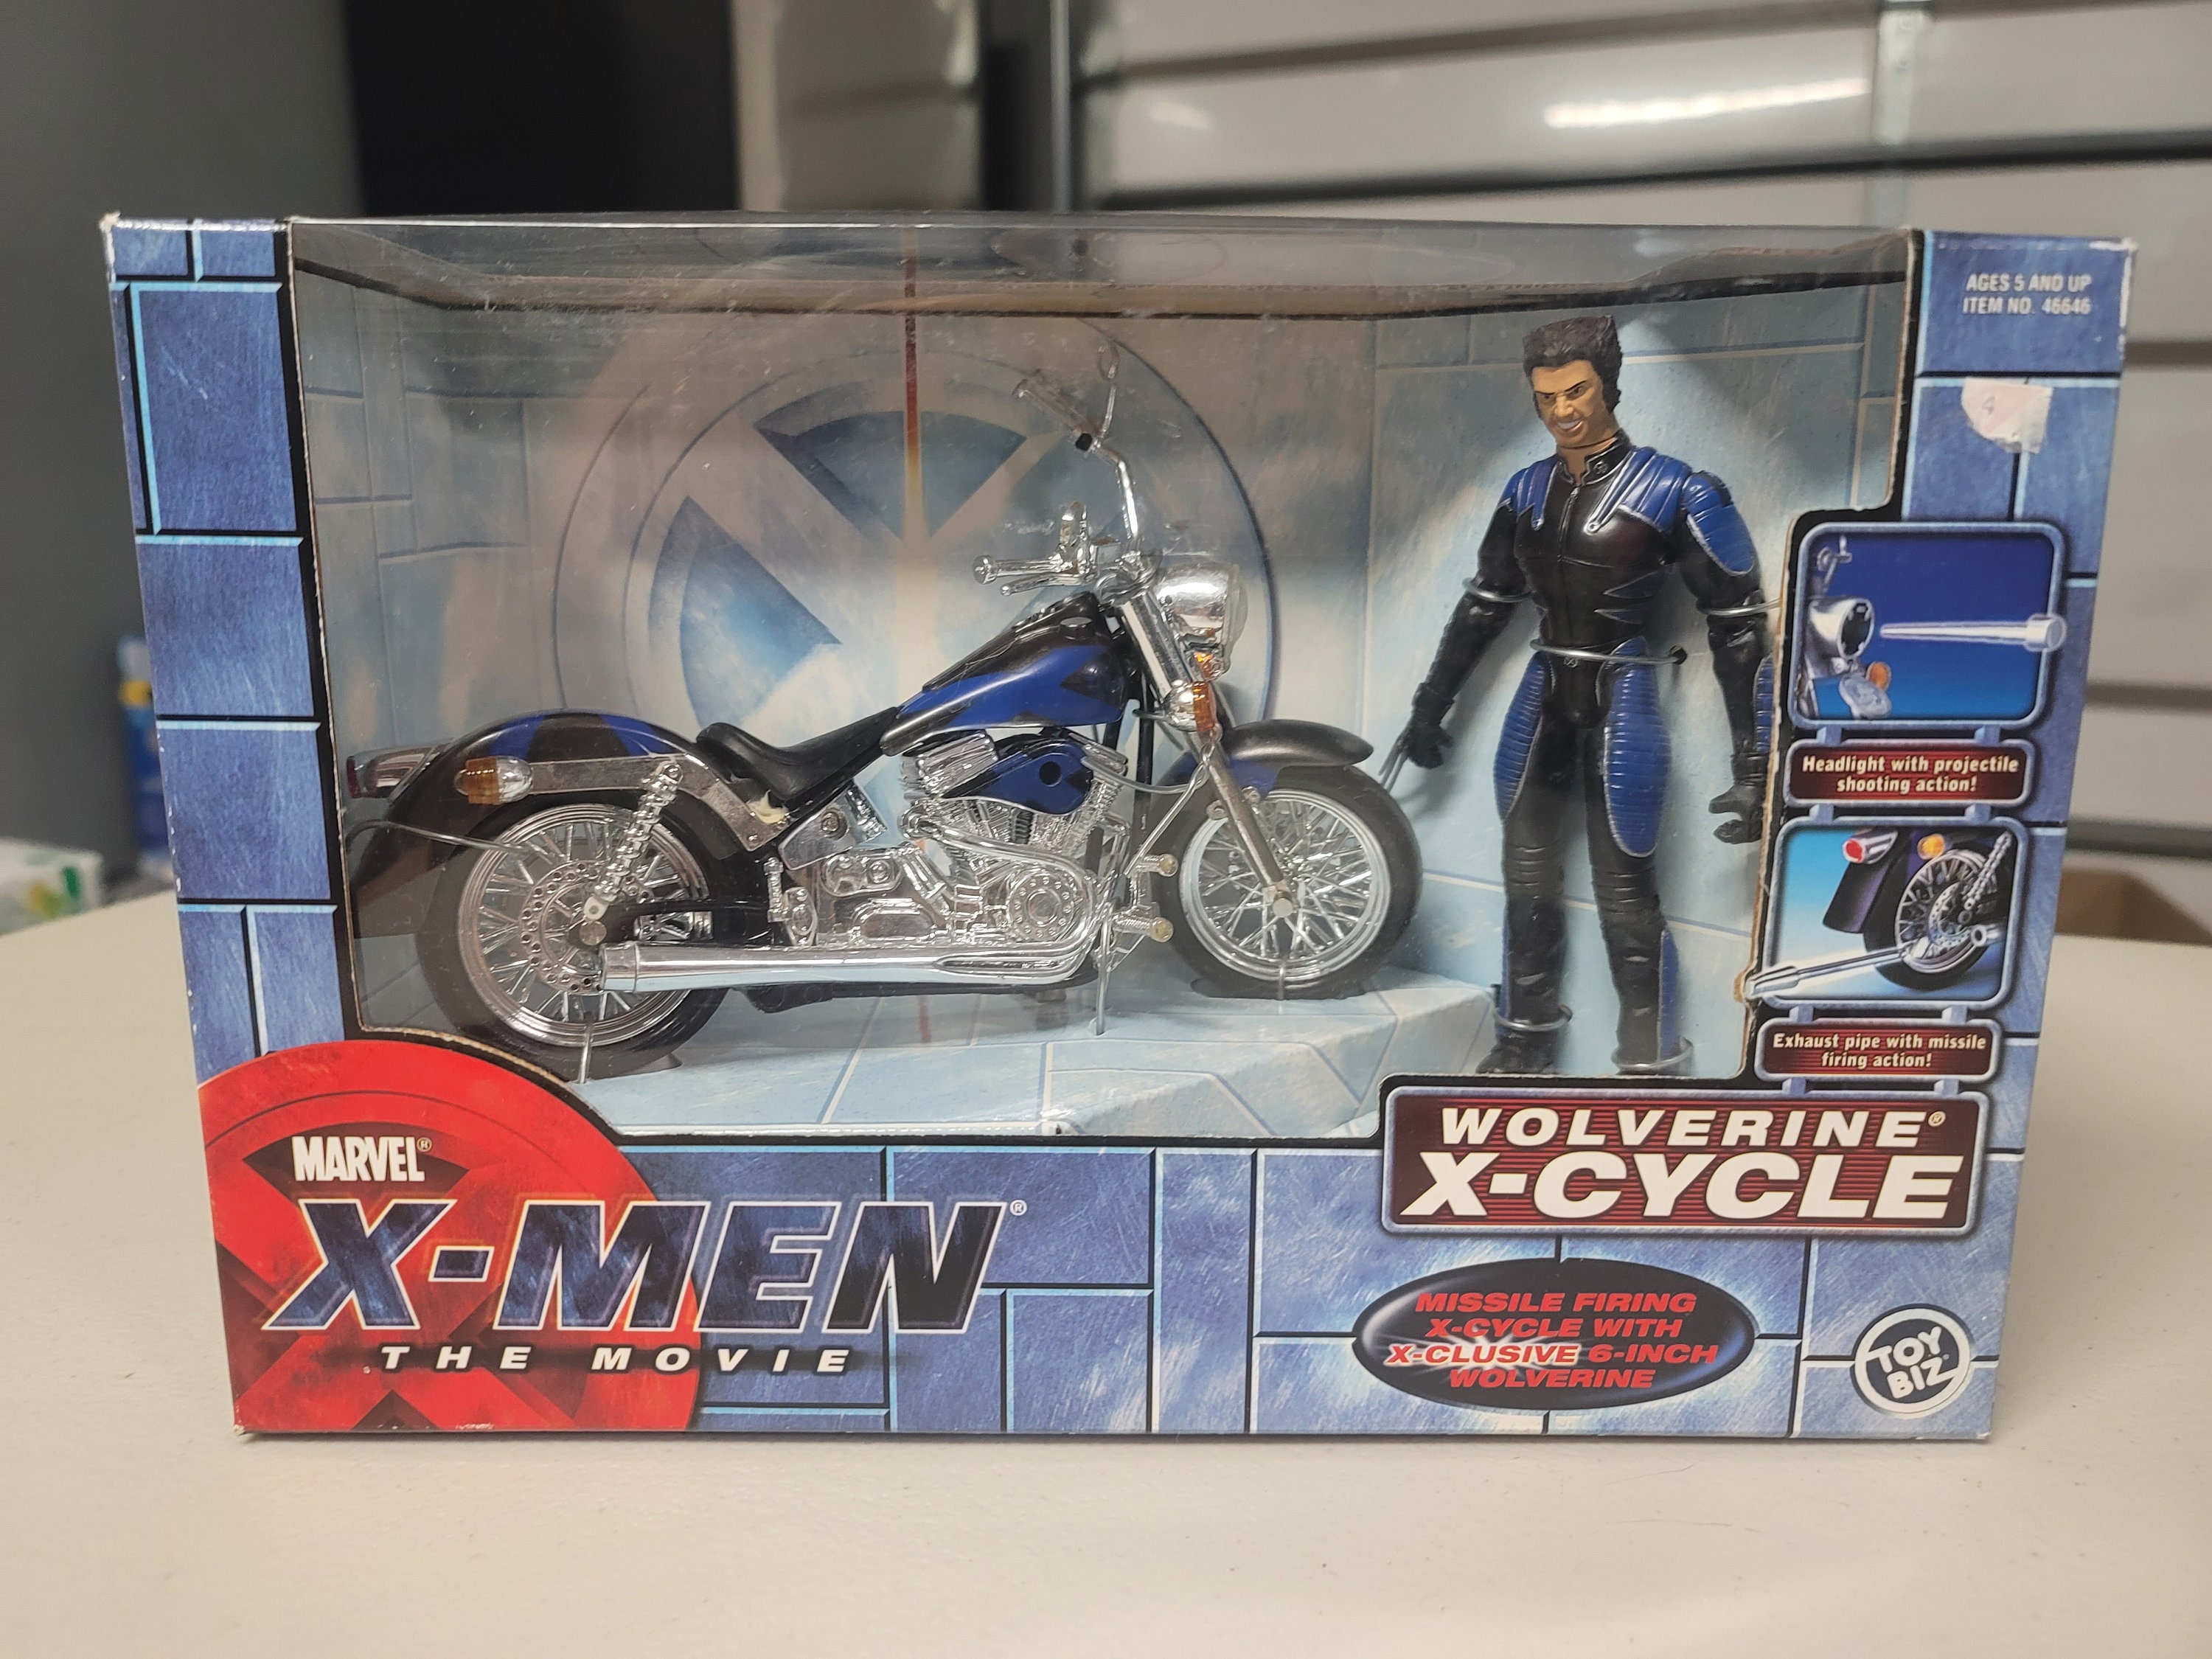 AGES 5 AND UP
ITEM NO. 46646
Headlight with projectile
shooting action!
Exhaust pipe with missile
firing action!
WOLVERINE®
X-CYCLE
MARVEL®
X-MEN®
THE MOVIE
MISSILE FIRING
X-CYCLE WITH
X-CLUSIVE 6-INCH
WOLVERINE
TOY
BIZ